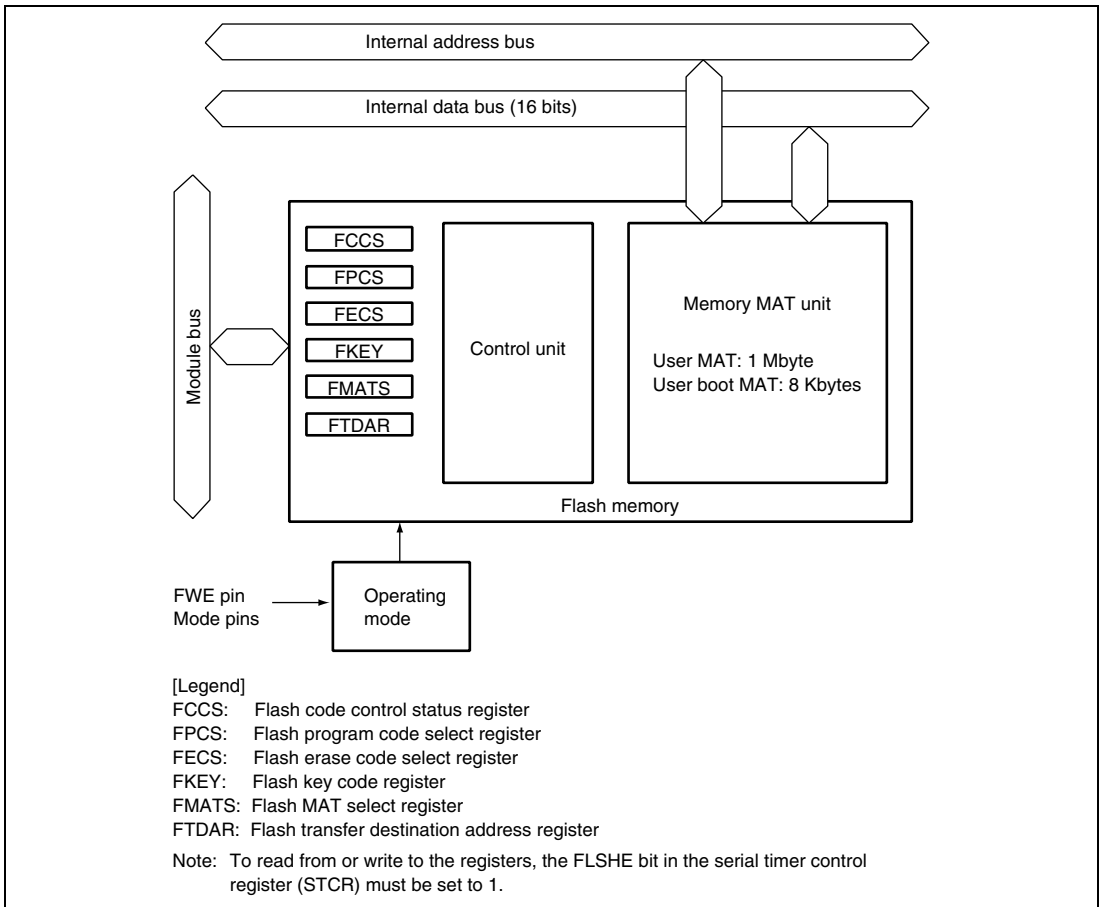 Internal address bus
Internal data bus (16 bits)
Module bus
FCCS
FPCS
FECS
FKEY
FMATS
FTDAR
Control unit
Memory MAT unit
User MAT: 1 Mbyte
User boot MAT: 8 Kbytes
Flash memory
FWE pin
Mode pins
Operating
mode
[Legend]
FCCS: Flash code control status register
FPCS: Flash program code select register
FECS: Flash erase code select register
FKEY: Flash key code register
FMATS: Flash MAT select register
FTDAR: Flash transfer destination address register
Note: To read from or write to the registers, the FLSHE bit in the serial timer control
register (STCR) must be set to 1.